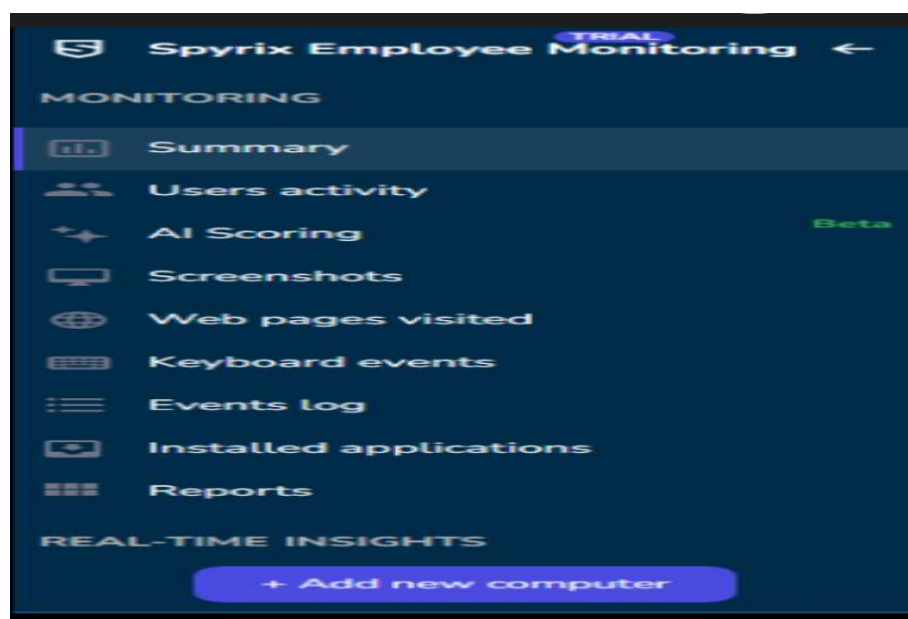 TRIAL
Spyrix Employee Monitoring
MONITORING
Summary
Users activity
AI Scoring Beta
Screenshots
Web pages visited
Keyboard events
Events log
Installed applications
Reports
REAL-TIME INSIGHTS
+ Add new computer